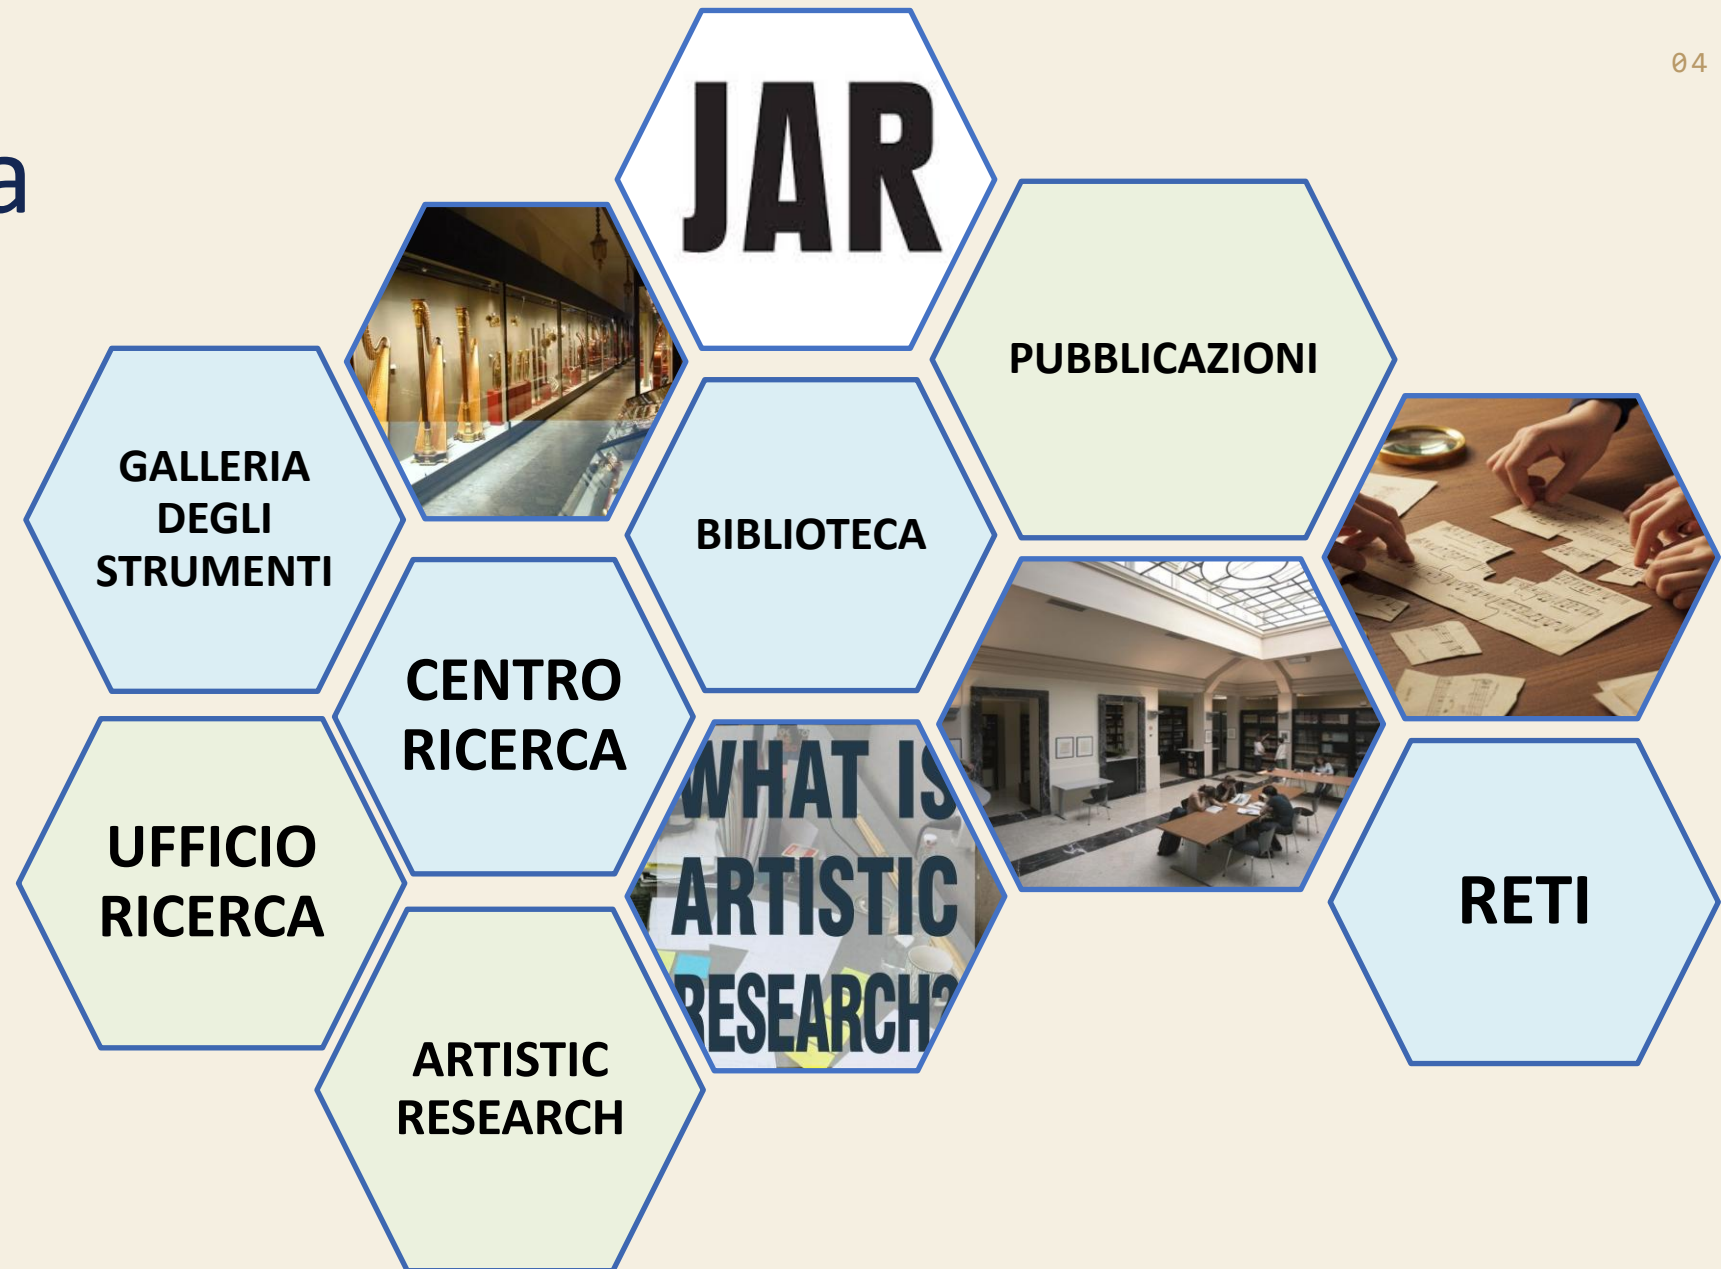 04
a
JAR
PUBBLICAZIONI
GALLERIA
DEGLI
STRUMENTI
BIBLIOTECA
CENTRO
RICERCA
WHAT IS
ARTISTIC
RESEARCH?
UFFICIO
RICERCA
RETI
ARTISTIC
RESEARCH